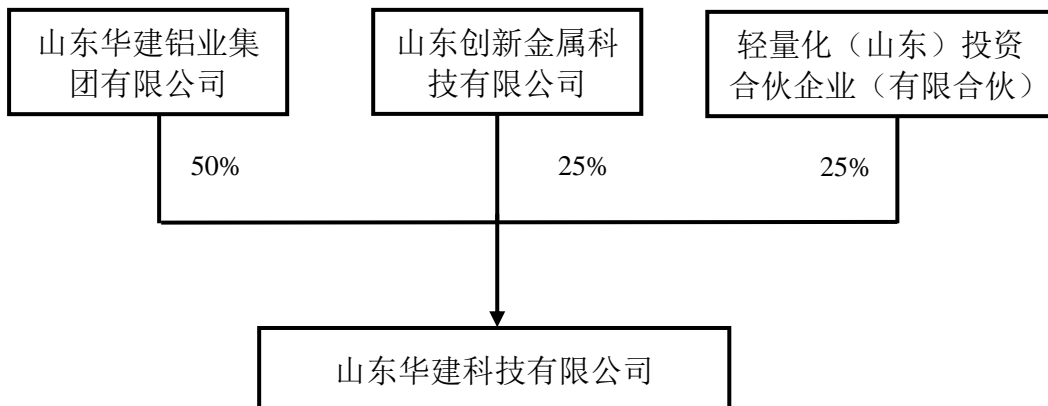 山东华建铝业集
团有限公司
山东创新金属科
技有限公司
轻量化（山东）投资
合伙企业（有限合伙）
50%
25%
25%
山东华建科技有限公司